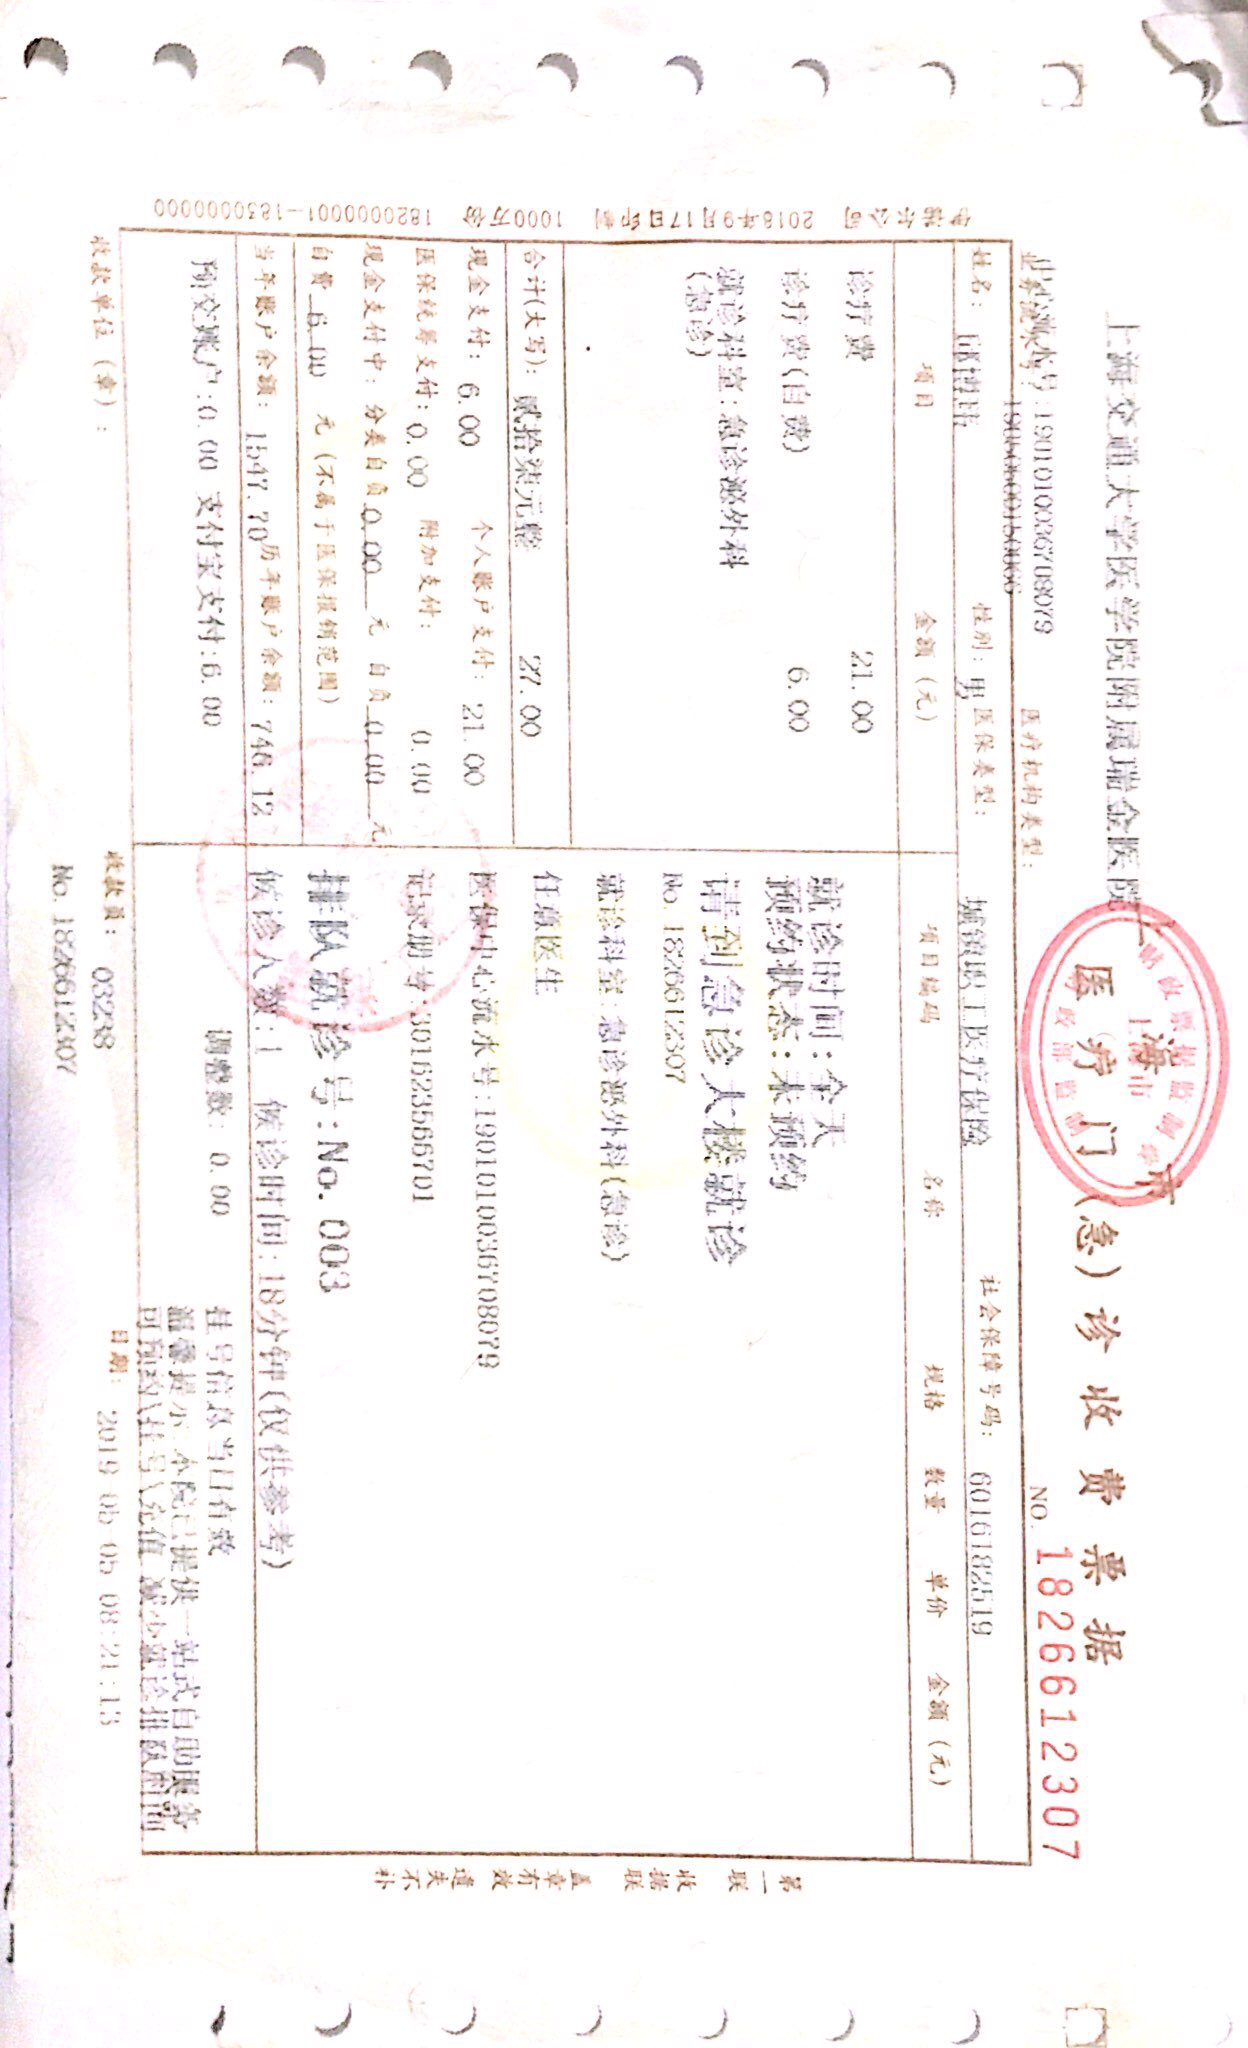 上海市
上海交通大学医学院附属瑞金医院
医疗门(急)诊收费票据
财政票据监制章
上海市
财政部监制
NO. 1826612307
中心流水号:1901010036708079
业务流水号: 19050500150066
医疗机构类型:
姓名: 邱博玮 性别: 男 医保类型: 城镇职工医疗保险 社会保障号码: 6016182519
项目 金额(元) 项目编码 名称 规格 数量 单价 金额(元)
诊疗费 21.00
诊疗费(自费) 6.00
就诊科室:急诊泌外科
(急诊)
就诊时间:全天
预约状态:未预约
请到急诊大楼就诊
No.1826612307
就诊科室:急诊泌外科(急诊)
任意医生
医保中心流水号:1901010036708079
记录册号:301623566701
排队就诊号:No.003
候诊人数:1 候诊时间:18分钟(仅供参考)
合计(大写): 贰拾柒元整 27.00
现金支付: 6.00 个人账户支付: 21.00
医保统筹支付: 0.00 附加支付: 0.00
现金支付中: 分类自负 0.00 元 自负 0.00 元
自费 6.00 元 (不属于医保报销范围)
当年账户余额: 1547.70 历年账户余额: 746.12
预交账户:0.00 支付宝支付:6.00
调整数: 0.00
挂号信息当日有效
温馨提示:本院已提供一站式自助服务
可预约\挂号\充值 减少就诊排队时间
收款单位(章):
收款员: 03238
日期: 2019-05-05 08:21:13
No.1826612307
伊诺尔公司 2018年9月17日印制 1000万份 1820000001-1830000000
第一联 收据联 盖章有效 遗失不补